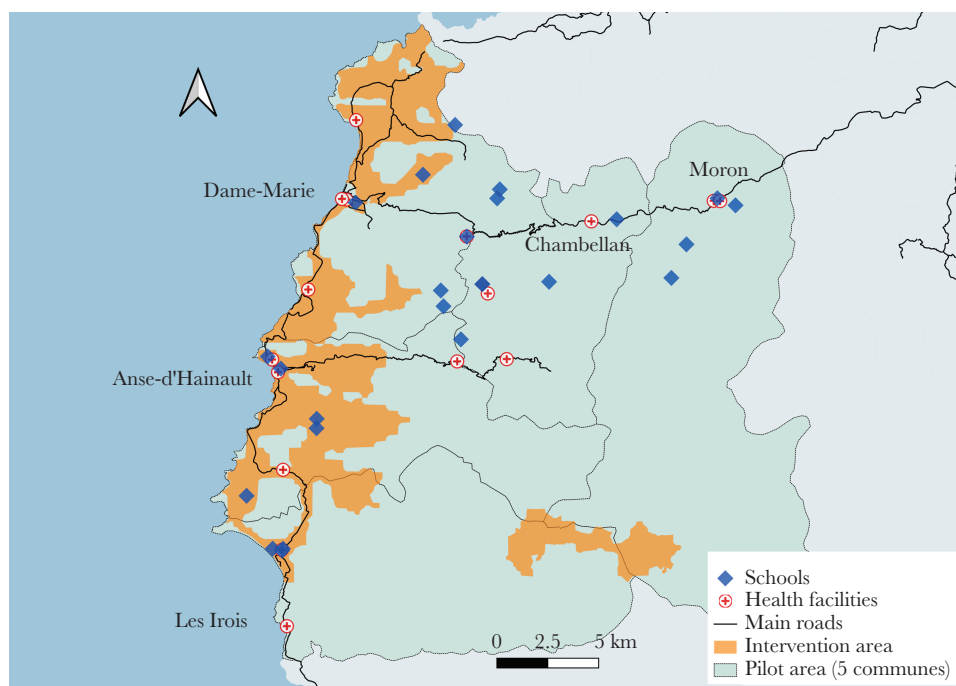 Moron
Dame-Marie
Chambellan
Anse-d'Hainault
Les Irois
0 2.5 5 km
Schools
Health facilities
Main roads
Intervention area
Pilot area (5 communes)